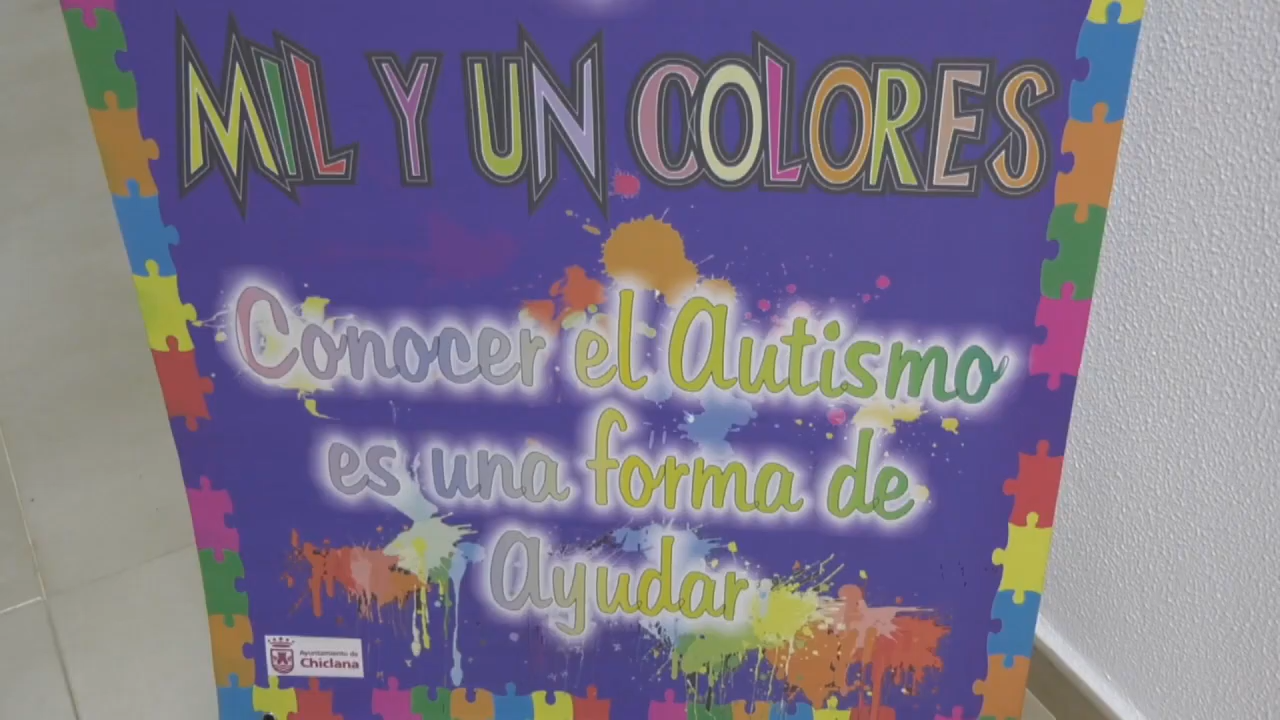 MIL Y UN COLORES
Conocer el Autismo
es una forma de
Ayudar
Ayuntamiento de
Chiclana